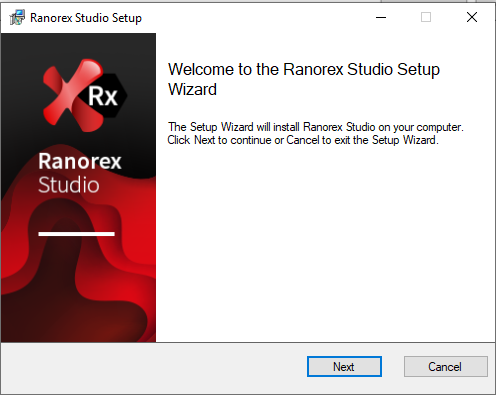 Ranorex Studio Setup
Rx
Ranorex
Studio
Welcome to the Ranorex Studio Setup
Wizard
The Setup Wizard will install Ranorex Studio on your computer.
Click Next to continue or Cancel to exit the Setup Wizard.
Next
Cancel